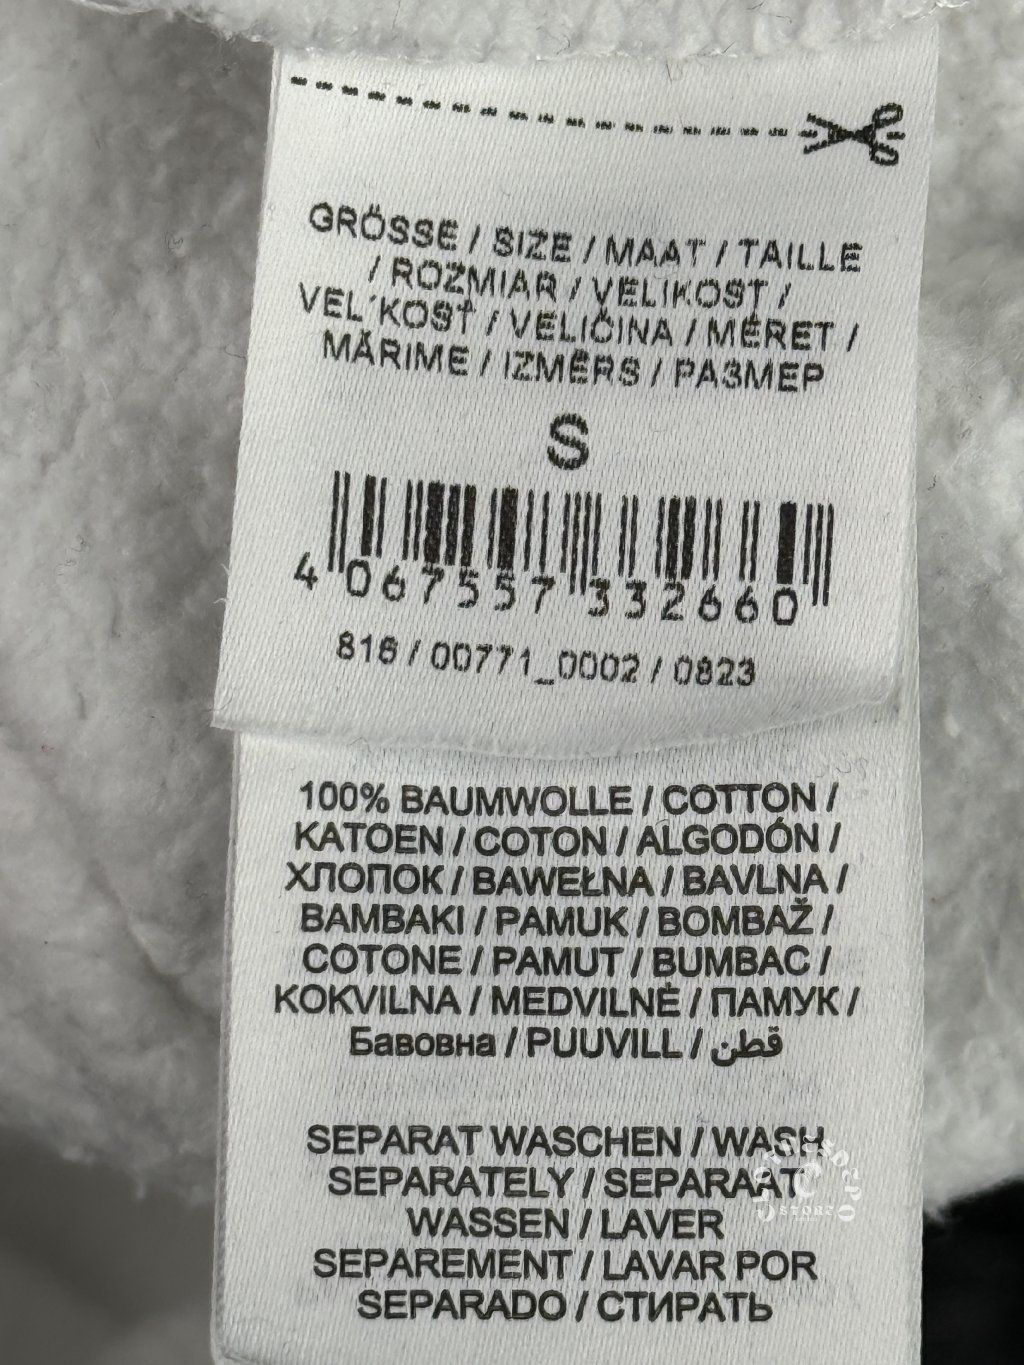 GRÖSSE / SIZE / MAAT / TAILLE
/ ROZMIAR / VELIKOST /
VEL´KOSŤ / VELIČINA / MÉRET /
MĂRIME / IZMĒRS / РАЗМЕР
S
4 067557 332660
816 / 00771_0002 / 0823
100% BAUMWOLLE / COTTON /
KATOEN / COTON / ALGODÓN /
ХЛОПОК / BAWEŁNA / BAVLNA /
BAMBAKI / PAMUK / BOMBAŽ /
COTONE / PAMUT / BUMBAC /
KOKVILNA / MEDVILNĖ / ПАМУК /
Бавовна / PUUVILL / قطن
SEPARAT WASCHEN / WASH
SEPARATELY / SEPARAAT
WASSEN / LAVER
SEPAREMENT / LAVAR POR
SEPARADO / СТИРАТЬ